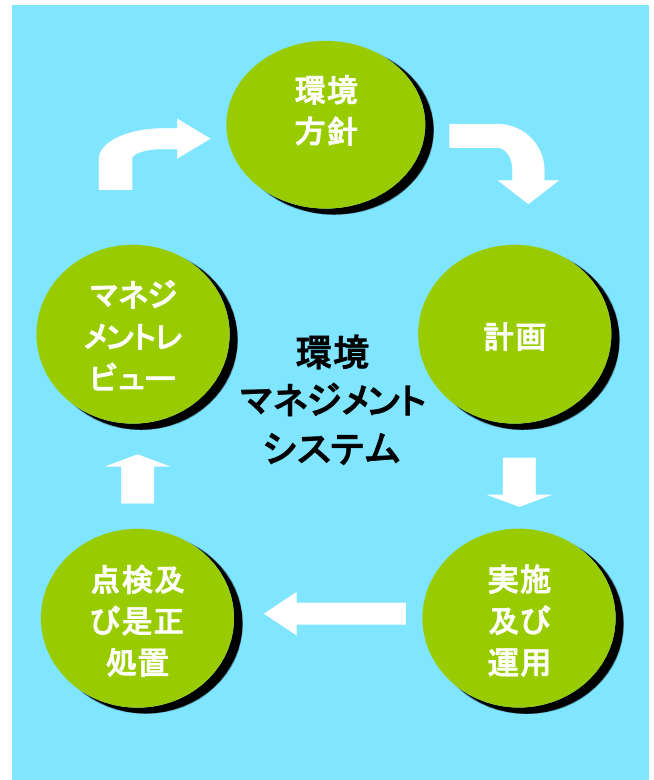 環境
方針
計画
実施
及び
運用
点検及
び是正
処置
マネジ
メントレ
ビュー
環境
マネジメント
システム